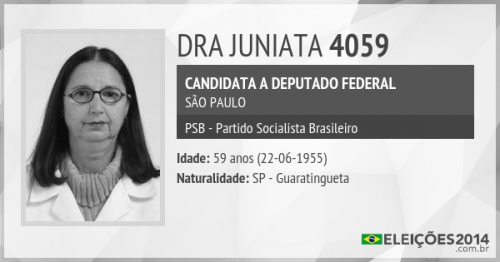 DRA JUNIATA 4059
CANDIDATA A DEPUTADO FEDERAL
SÃO PAULO
PSB - Partido Socialista Brasileiro
Idade: 59 anos (22-06-1955)
Naturalidade: SP - Guaratingueta
ELEIÇÕES2014
.com.br